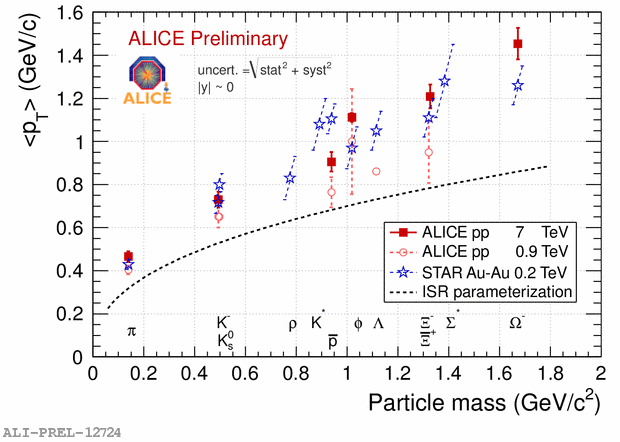 <p_T> (GeV/c)
1.6
1.4
1.2
1
0.8
0.6
0.4
0.2
0
ALICE Preliminary
ALICE
uncert. =√stat² + syst²
|y| ~ 0
ALICE pp 7 TeV
ALICE pp 0.9 TeV
STAR Au-Au 0.2 TeV
ISR parameterization
π K⁻ ρ K* ϕ Λ Ξ⁻ Σ* Ω⁻
K⁰s p̅ Ξ̅⁺
0 0.2 0.4 0.6 0.8 1 1.2 1.4 1.6 1.8 2
Particle mass (GeV/c²)
ALI-PREL-12724